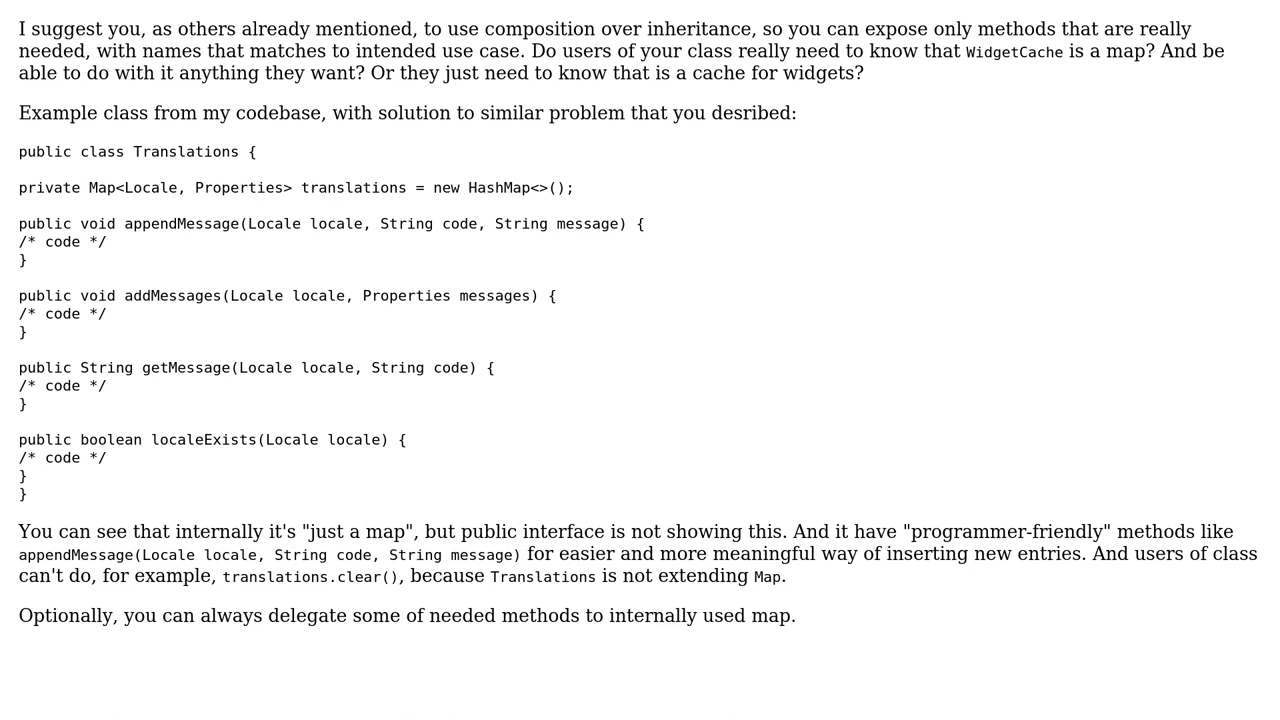 I suggest you, as others already mentioned, to use composition over inheritance, so you can expose only methods that are really
needed, with names that matches to intended use case. Do users of your class really need to know that WidgetCache is a map? And be
able to do with it anything they want? Or they just need to know that is a cache for widgets?
Example class from my codebase, with solution to similar problem that you desribed:
public class Translations {
private Map<Locale, Properties> translations = new HashMap<>();
public void appendMessage(Locale locale, String code, String message) {
/* code */
}
public void addMessages(Locale locale, Properties messages) {
/* code */
}
public String getMessage(Locale locale, String code) {
/* code */
}
public boolean localeExists(Locale locale) {
/* code */
}
}
You can see that internally it's "just a map", but public interface is not showing this. And it have "programmer-friendly" methods like
appendMessage(Locale locale, String code, String message) for easier and more meaningful way of inserting new entries. And users of class
can't do, for example, translations.clear(), because Translations is not extending Map.
Optionally, you can always delegate some of needed methods to internally used map.